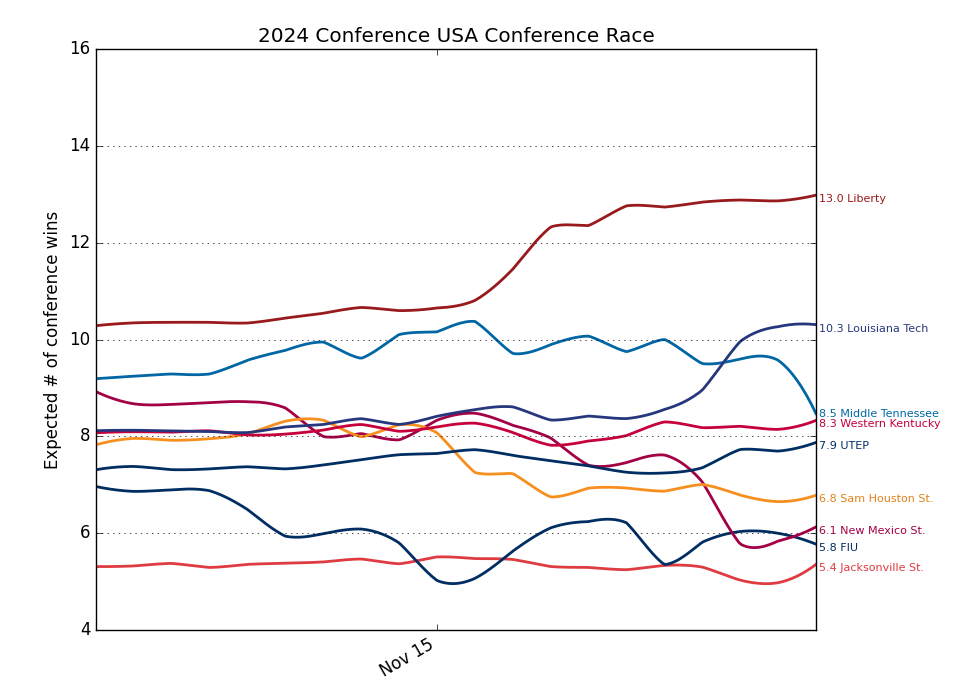 2024 Conference USA Conference Race
Expected # of conference wins
16
14
12
10
8
6
4
Nov 15
13.0 Liberty
10.3 Louisiana Tech
8.5 Middle Tennessee
8.3 Western Kentucky
7.9 UTEP
6.8 Sam Houston St.
6.1 New Mexico St.
5.8 FIU
5.4 Jacksonville St.